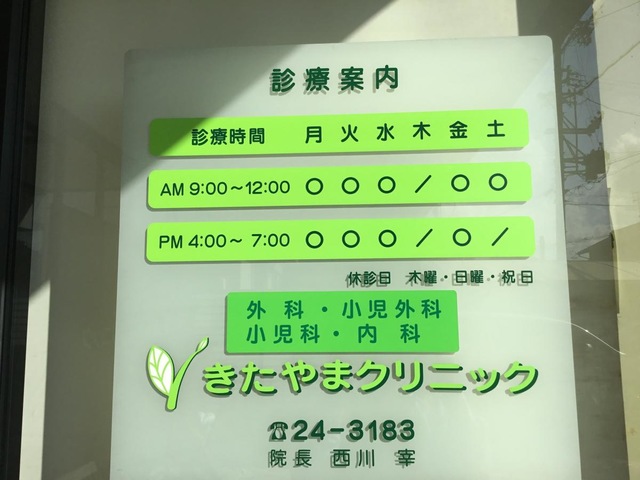 診療案内
診療時間 月 火 水 木 金 土
AM 9:00〜12:00 ○ ○ ○ / ○ ○
PM 4:00〜 7:00 ○ ○ ○ / ○ /
休診日 木曜・日曜・祝日
外科・小児外科
小児科・内科
きたやまクリニック
☎24-3183
院長 西川 宰